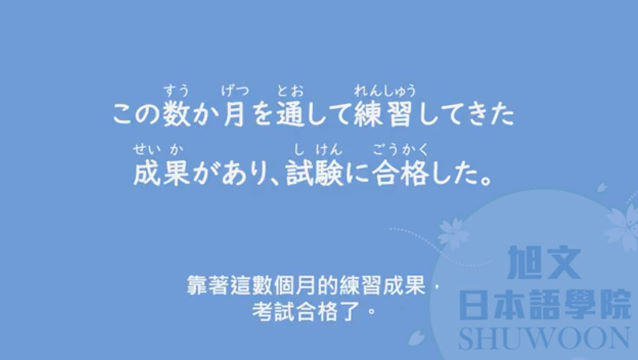 すう げつ とお れんしゅう
この数か月を通して練習してきた
せいか しけん ごうかく
成果があり、試験に合格した。
靠著這數個月的練習成果，
考試合格了。
旭文
日本語學院
SHUWOON